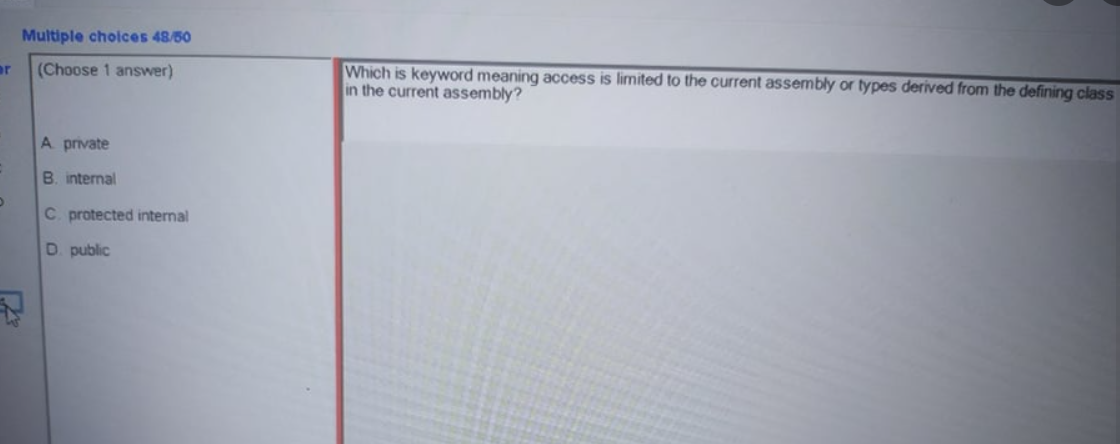 Multiple choices 48/50
er
(Choose 1 answer)
Which is keyword meaning access is limited to the current assembly or types derived from the defining class
in the current assembly?
A. private
B. internal
C. protected internal
D. public